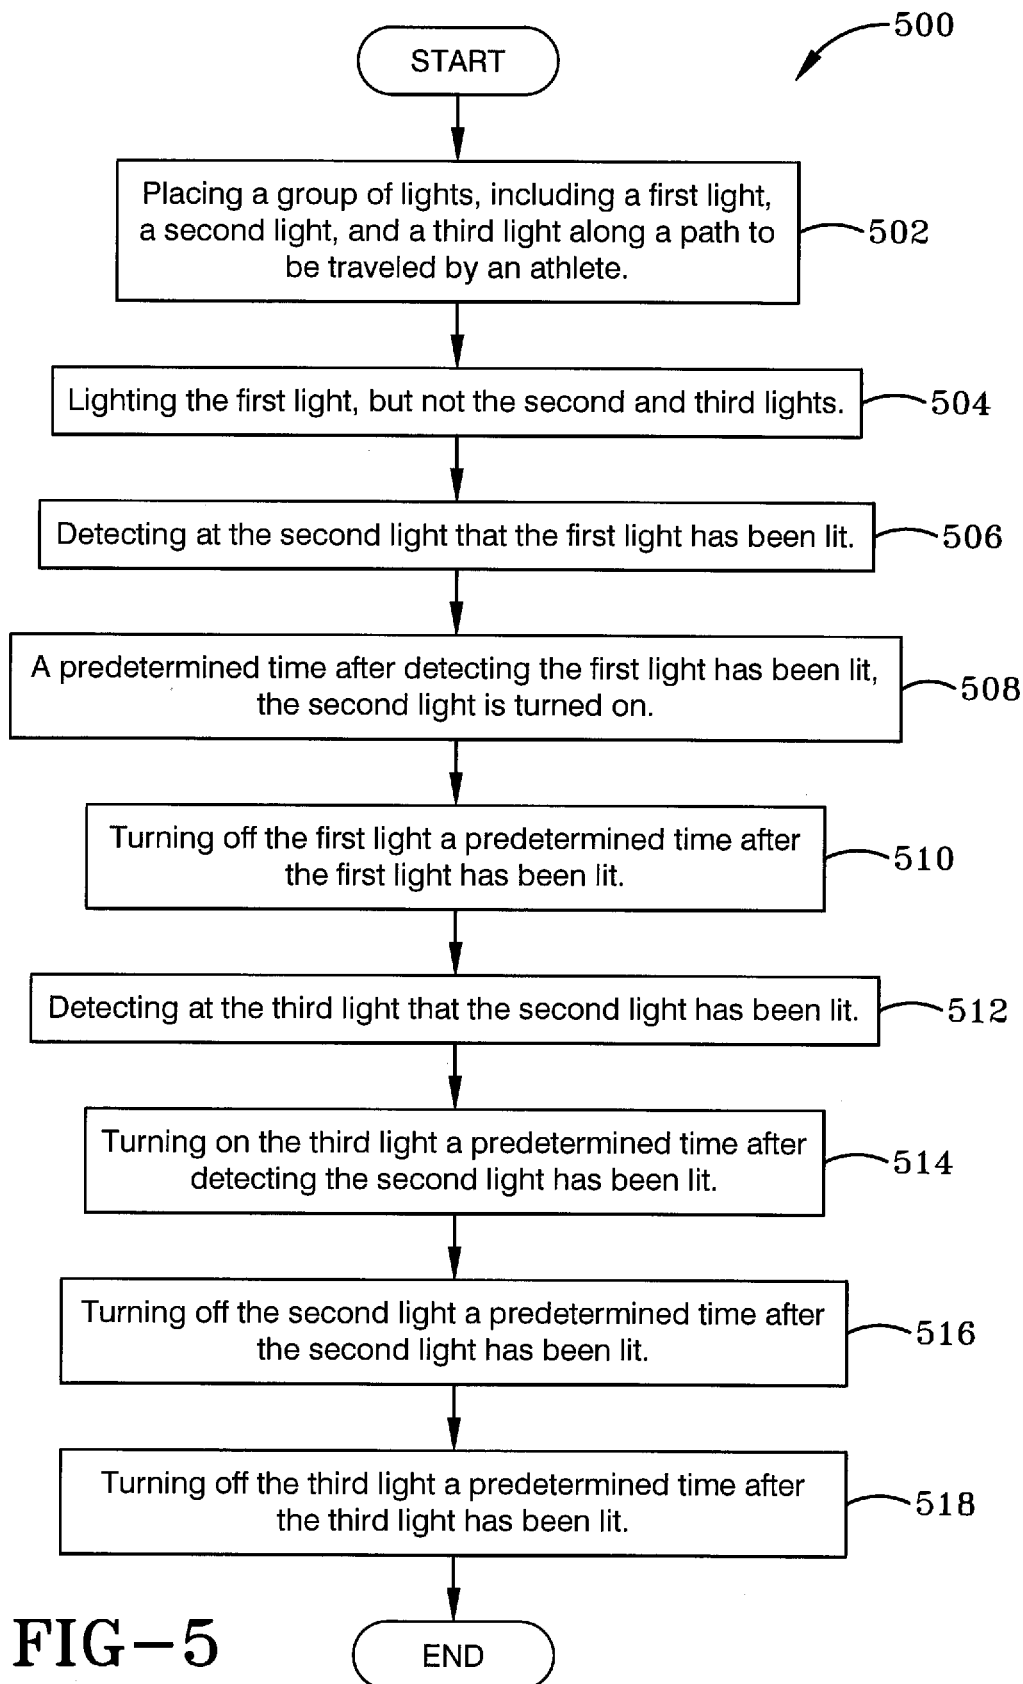 500
START
Placing a group of lights, including a first light,
a second light, and a third light along a path to
be traveled by an athlete.
502
Lighting the first light, but not the second and third lights.
504
Detecting at the second light that the first light has been lit.
506
A predetermined time after detecting the first light has been lit,
the second light is turned on.
508
Turning off the first light a predetermined time after
the first light has been lit.
510
Detecting at the third light that the second light has been lit.
512
Turning on the third light a predetermined time after
detecting the second light has been lit.
514
Turning off the second light a predetermined time after
the second light has been lit.
516
Turning off the third light a predetermined time after
the third light has been lit.
518
END
FIG-5